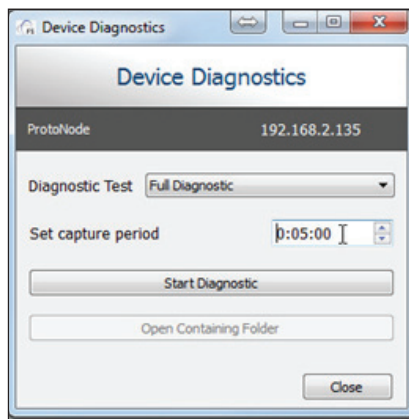 Device Diagnostics
Device Diagnostics
ProtoNode 192.168.2.135
Diagnostic Test Full Diagnostic
Set capture period 0:05:00
Start Diagnostic
Open Containing Folder
Close